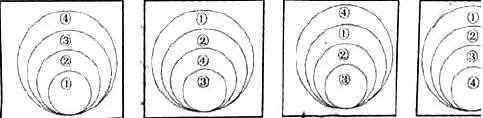 ④ ① ④ ①
③ ② ① ②
② ④ ② ③
① ③ ③ ④